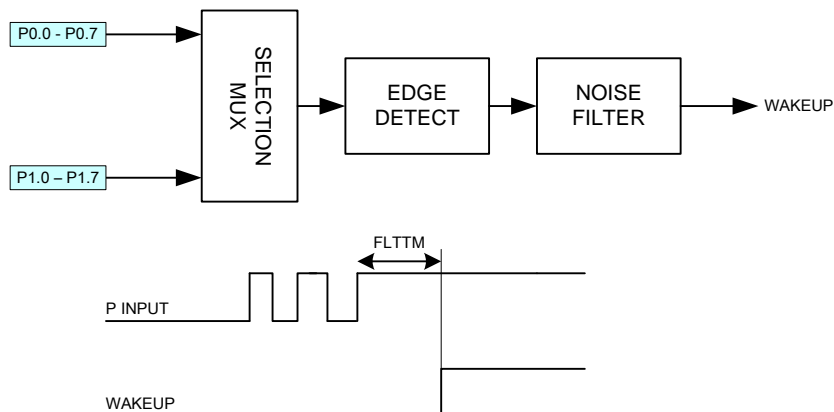 P0.0 - P0.7
SELECTION
MUX
EDGE
DETECT
NOISE
FILTER
WAKEUP
P1.0 – P1.7
FLTTM
P INPUT
WAKEUP